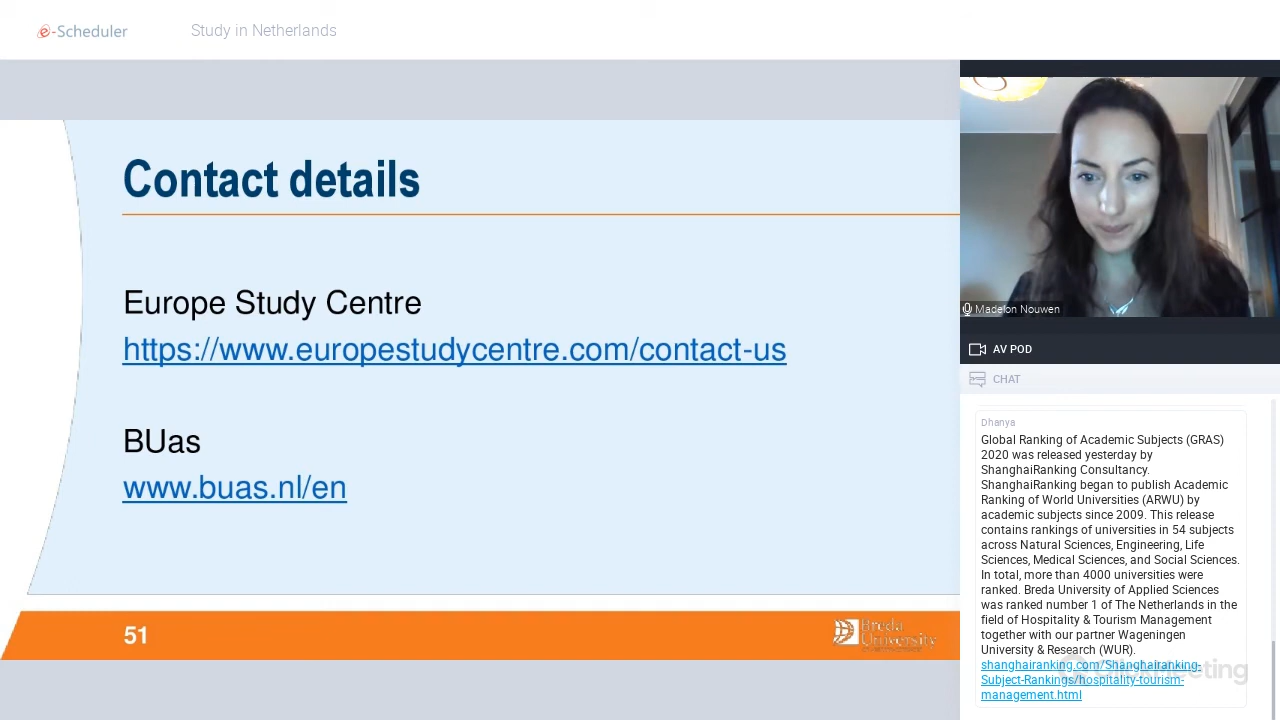 e-Scheduler
Study in Netherlands
Contact details
Europe Study Centre
https://www.europestudycentre.com/contact-us
BUas
www.buas.nl/en
51
Breda
University
Madelon Nouwen
AV POD
CHAT
Dhanya
Global Ranking of Academic Subjects (GRAS)
2020 was released yesterday by
ShanghaiRanking Consultancy.
ShanghaiRanking began to publish Academic
Ranking of World Universities (ARWU) by
academic subjects since 2009. This release
contains rankings of universities in 54 subjects
across Natural Sciences, Engineering, Life
Sciences, Medical Sciences, and Social Sciences.
In total, more than 4000 universities were
ranked. Breda University of Applied Sciences
was ranked number 1 of The Netherlands in the
field of Hospitality & Tourism Management
together with our partner Wageningen
University & Research (WUR).
shanghairanking.com/Shanghairanking-
Subject-Rankings/hospitality-tourism-
management.html
ClickMeeting